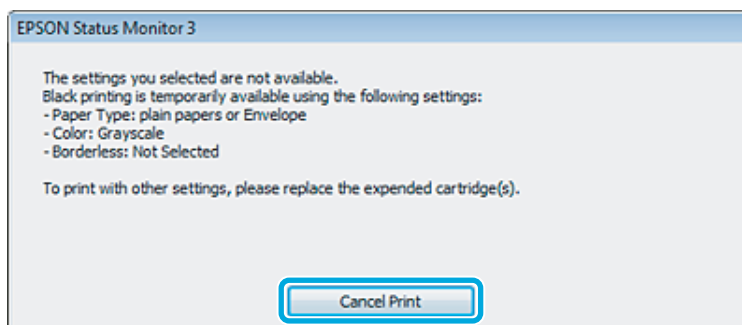 EPSON Status Monitor 3
The settings you selected are not available.
Black printing is temporarily available using the following settings:
- Paper Type: plain papers or Envelope
- Color: Grayscale
- Borderless: Not Selected
To print with other settings, please replace the expended cartridge(s).
Cancel Print